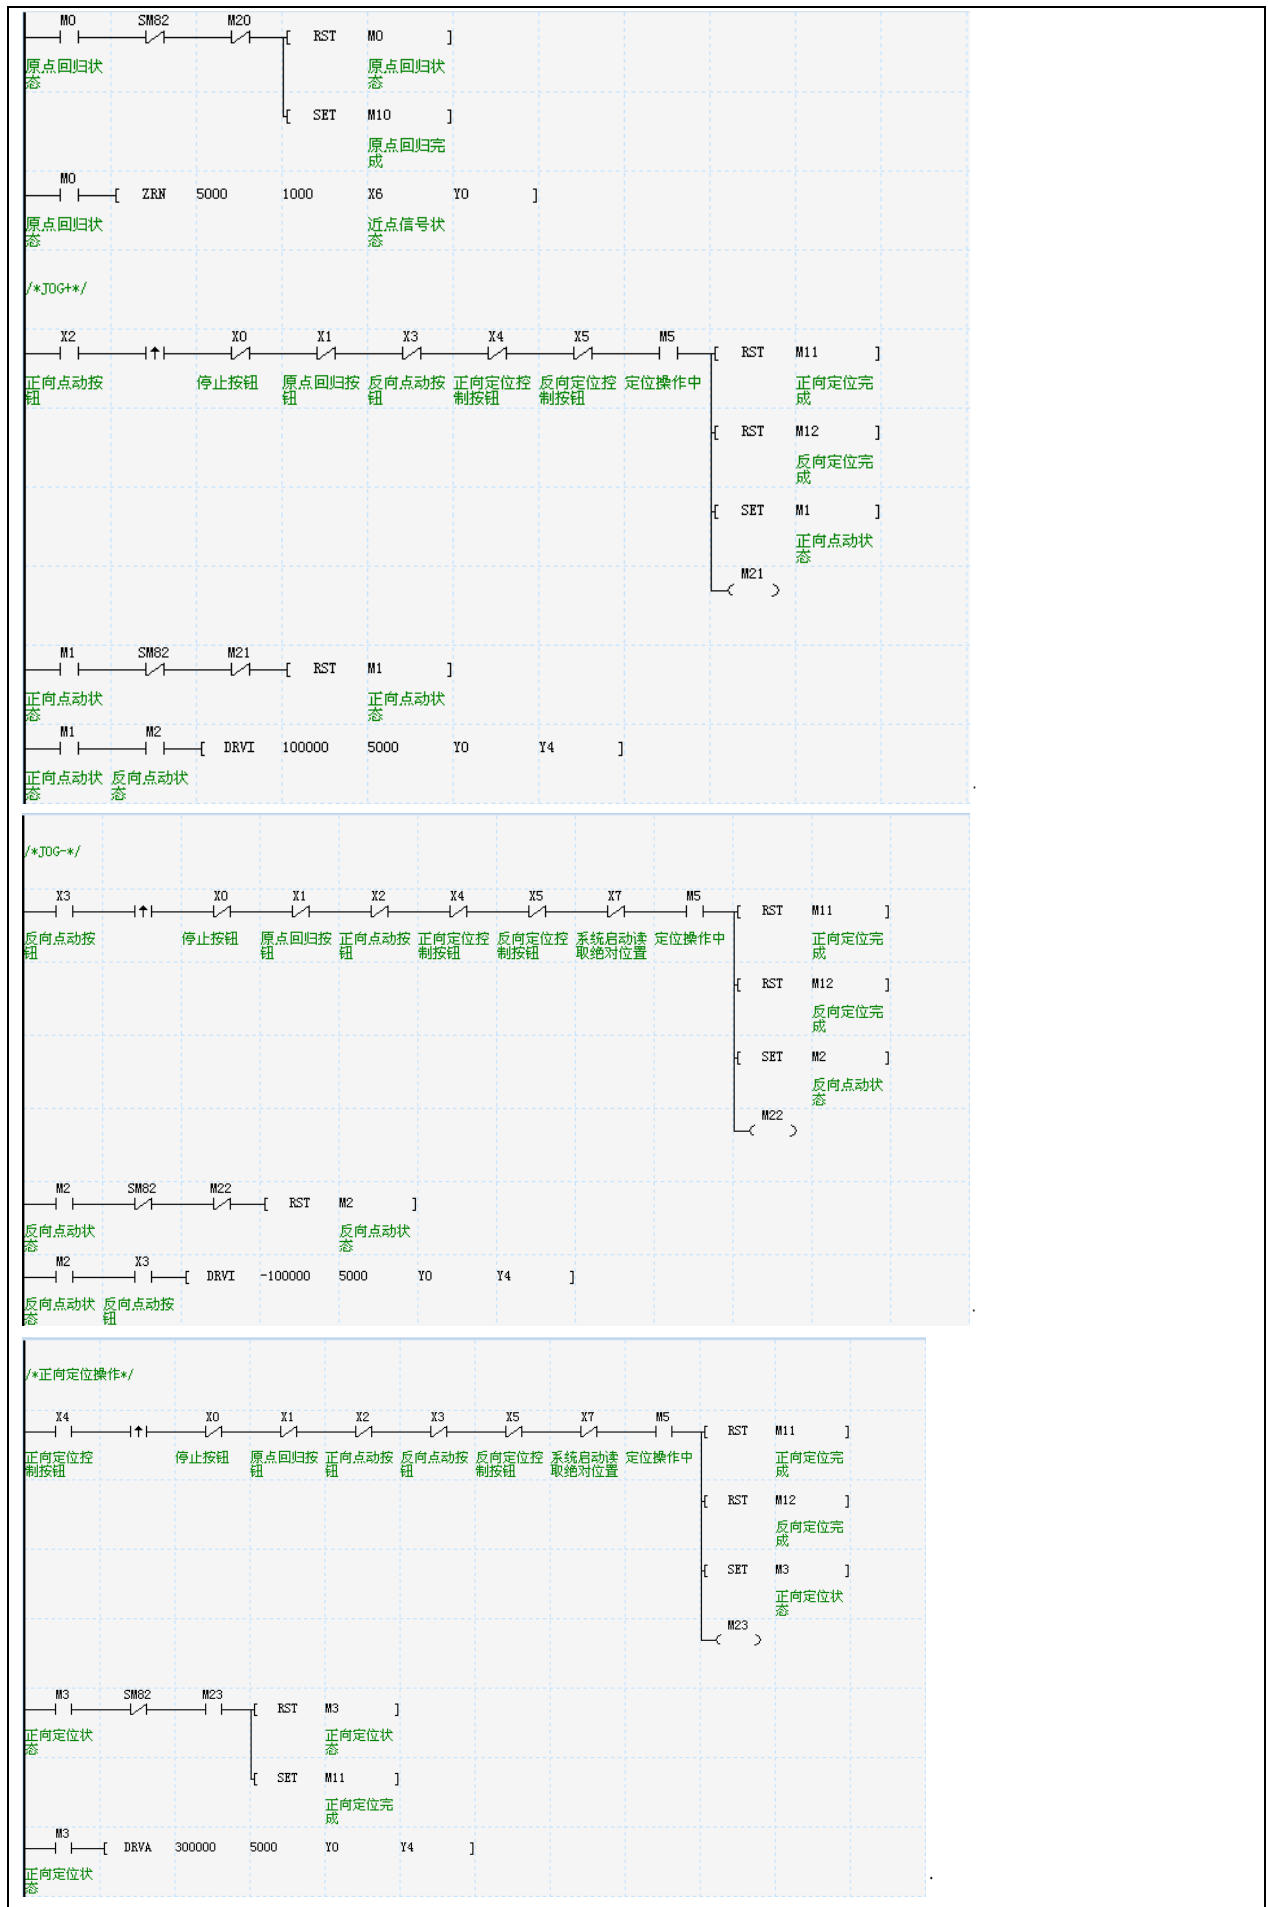 M0 SM82 M20
[ RST M0 ]
原点回归状态 原点回归状态
[ SET M10 ]
原点回归完成
M0
[ ZRN 5000 1000 X6 Y0 ]
原点回归状态 近点信号状态
/*JOG+*/
X2 X0 X1 X3 X4 X5 M5
[ RST M11 ]
正向点动按钮 停止按钮 原点回归按钮 反向点动按钮 正向定位控制按钮 反向定位控制按钮 定位操作中 正向定位完成
[ RST M12 ]
反向定位完成
[ SET M1 ]
正向点动状态
M21
( )
M1 SM82 M21
[ RST M1 ]
正向点动状态 正向点动状态
M1 M2
[ DRVI 100000 5000 Y0 Y4 ]
正向点动状态 反向点动状态
.
/*JOG-*/
X3 X0 X1 X2 X4 X5 X7 M5
[ RST M11 ]
反向点动按钮 停止按钮 原点回归按钮 正向点动按钮 正向定位控制按钮 反向定位控制按钮 系统启动读取绝对位置 定位操作中 正向定位完成
[ RST M12 ]
反向定位完成
[ SET M2 ]
反向点动状态
M22
( )
M2 SM82 M22
[ RST M2 ]
反向点动状态 反向点动状态
M2 X3
[ DRVI -100000 5000 Y0 Y4 ]
反向点动状态 反向点动按钮
.
/*正向定位操作*/
X4 X0 X1 X2 X3 X5 X7 M5
[ RST M11 ]
正向定位控制按钮 停止按钮 原点回归按钮 正向点动按钮 反向点动按钮 反向定位控制按钮 系统启动读取绝对位置 定位操作中 正向定位完成
[ RST M12 ]
反向定位完成
[ SET M3 ]
正向定位状态
M23
( )
M3 SM82 M23
[ RST M3 ]
正向定位状态 正向定位状态
[ SET M11 ]
正向定位完成
M3
[ DRVA 300000 5000 Y0 Y4 ]
正向定位状态
.